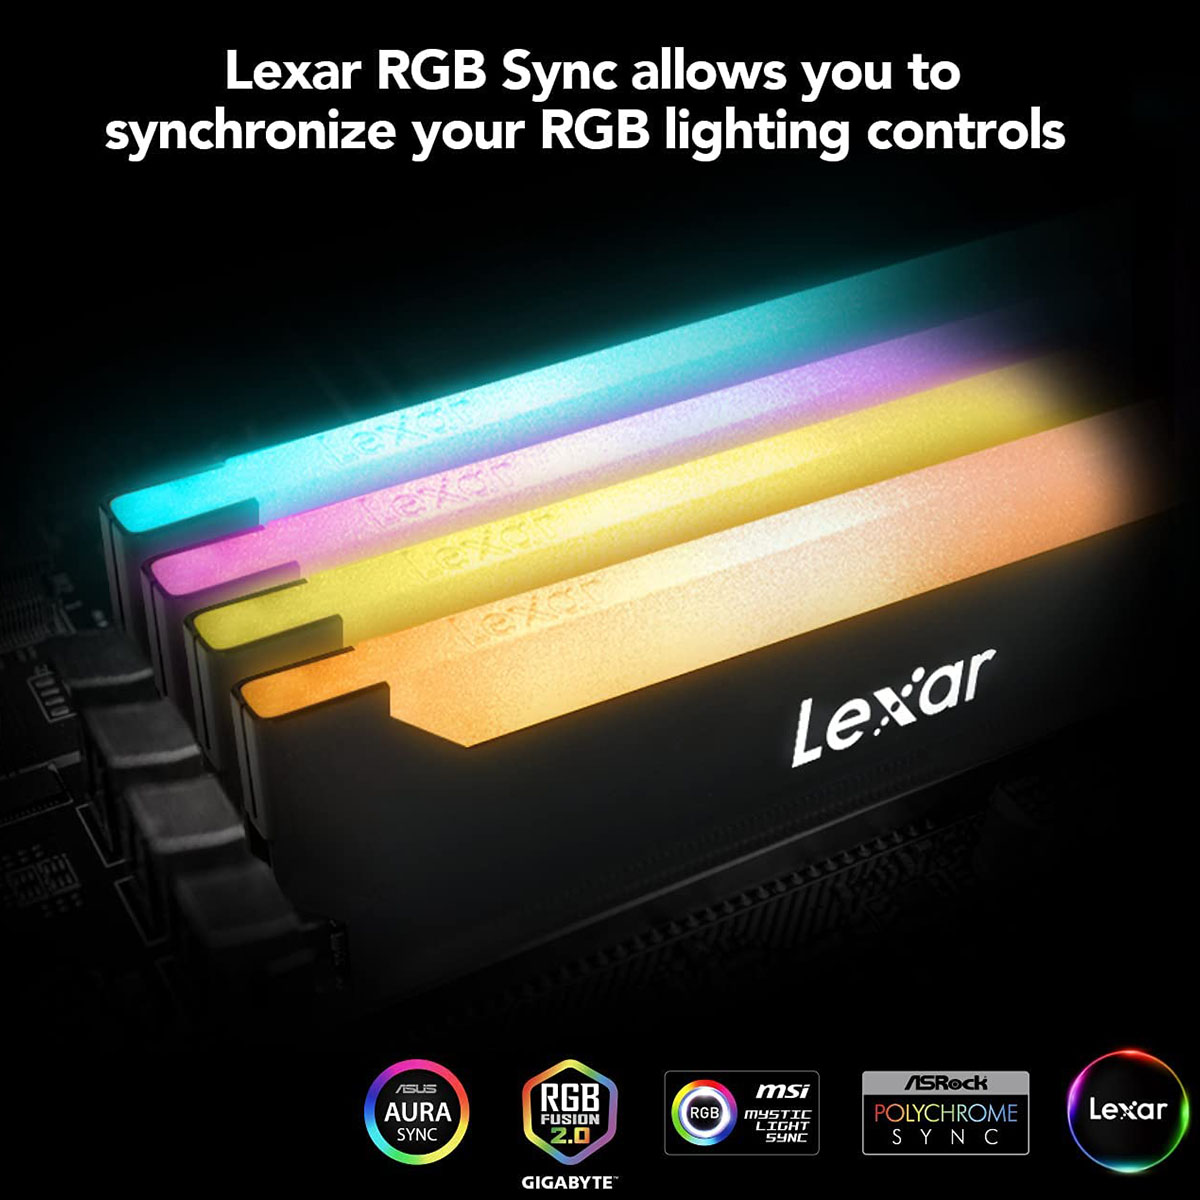 Lexar RGB Sync allows you to
synchronize your RGB lighting controls
Lexar
Lexar
Lexar
Lexar
Lexar
ASUS
AURA
SYNC
RGB
FUSION
2.0
GIGABYTE™
RGB
msi
MYSTIC
LIGHT
SYNC
ASRock
POLYCHROME
SYNC
Lexar